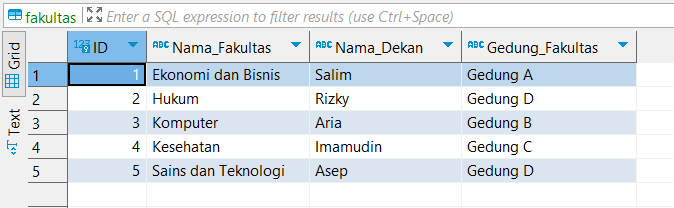 fakultas Enter a SQL expression to filter results (use Ctrl+Space)
Grid
Text
123 ID ABC Nama_Fakultas ABC Nama_Dekan ABC Gedung_Fakultas
1 1 Ekonomi dan Bisnis Salim Gedung A
2 2 Hukum Rizky Gedung D
3 3 Komputer Aria Gedung B
4 4 Kesehatan Imamudin Gedung C
5 5 Sains dan Teknologi Asep Gedung D